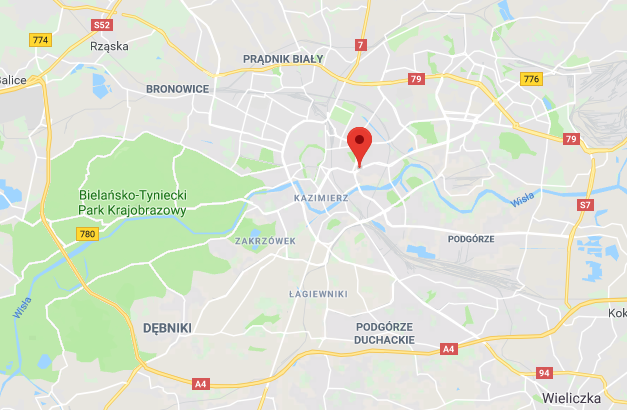 S52
774
Rząska
7
PRĄDNIK BIAŁY
79
776
Balice
BRONOWICE
79
Bielańsko-Tyniecki
Park Krajobrazowy
KAZIMIERZ
Wisła
S7
780
ZAKRZÓWEK
PODGÓRZE
Wisła
ŁAGIEWNIKI
Kok
DĘBNIKI
PODGÓRZE
DUCHACKIE
A4
94
A4
Wieliczka